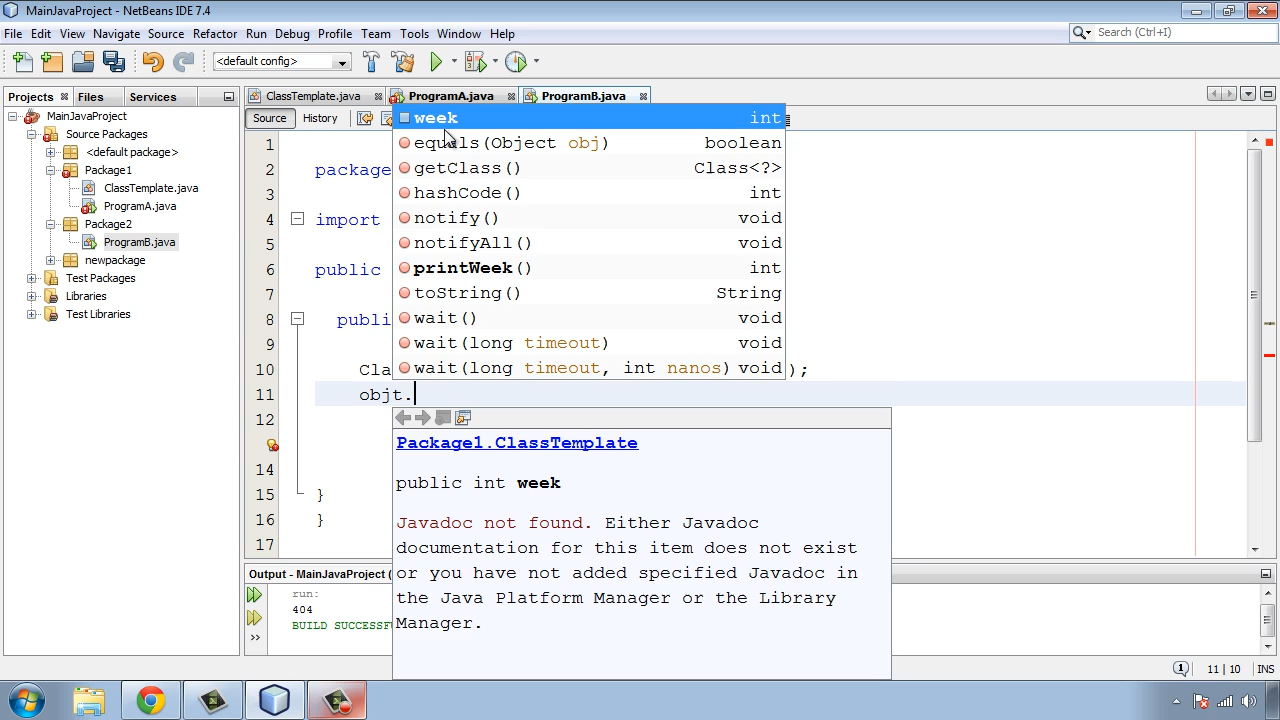 MainJavaProject - NetBeans IDE 7.4
File Edit View Navigate Source Refactor Run Debug Profile Team Tools Window Help
Search (Ctrl+I)
<default config>
Projects Files Services
ClassTemplate.java ProgramA.java ProgramB.java
Source History
MainJavaProject
Source Packages
<default package>
Package1
ClassTemplate.java
ProgramA.java
Package2
ProgramB.java
newpackage
Test Packages
Libraries
Test Libraries
1
2 package
3
4 import
5
6 public
7
8 publi
9
10 Cla );
11 objt.
12
14
15 }
16 }
17
week int
equals(Object obj) boolean
getClass() Class<?>
hashCode() int
notify() void
notifyAll() void
printWeek() int
toString() String
wait() void
wait(long timeout) void
wait(long timeout, int nanos) void
Package1.ClassTemplate
public int week
Javadoc not found. Either Javadoc
documentation for this item does not exist
or you have not added specified Javadoc in
the Java Platform Manager or the Library
Manager.
Output - MainJavaProject (
run:
404
BUILD SUCCESSF
>>
1 11 | 10 INS